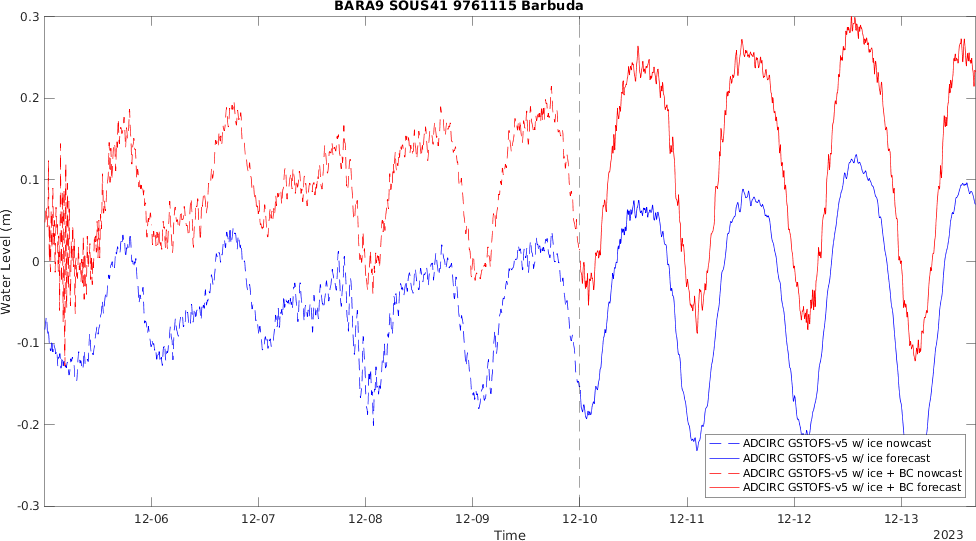 BARA9 SOUS41 9761115 Barbuda
0.3
0.2
0.1
0
-0.1
-0.2
-0.3
Water Level (m)
12-06
12-07
12-08
12-09
12-10
12-11
12-12
12-13
Time
2023
ADCIRC GSTOFS-v5 w/ ice nowcast
ADCIRC GSTOFS-v5 w/ ice forecast
ADCIRC GSTOFS-v5 w/ ice + BC nowcast
ADCIRC GSTOFS-v5 w/ ice + BC forecast